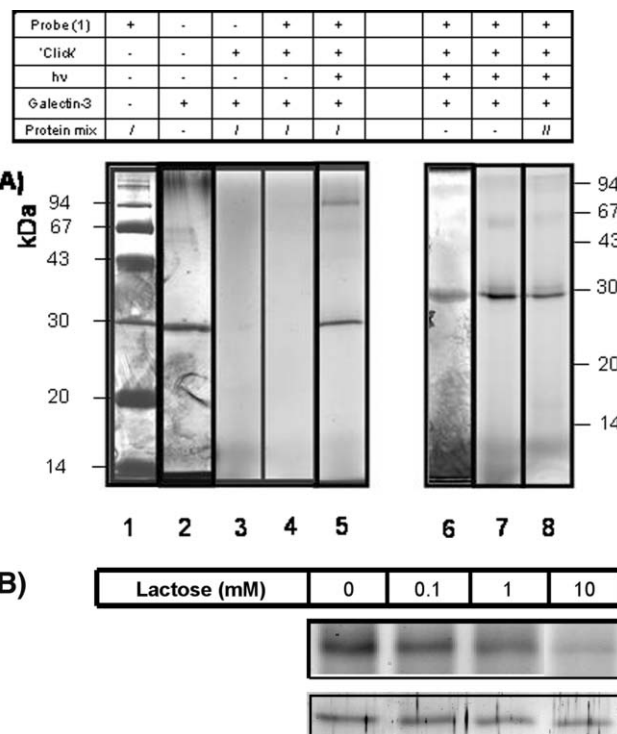 Probe (1) + - - + + + + +
'Click' - - + + + + + +
hν - - - - + + + +
Galectin-3 - + + + + + + +
Protein mix / - / / / - - //
A)
kDa
94 94
67 67
43 43
30 30
20 20
14 14
1 2 3 4 5 6 7 8
B)
Lactose (mM) 0 0.1 1 10